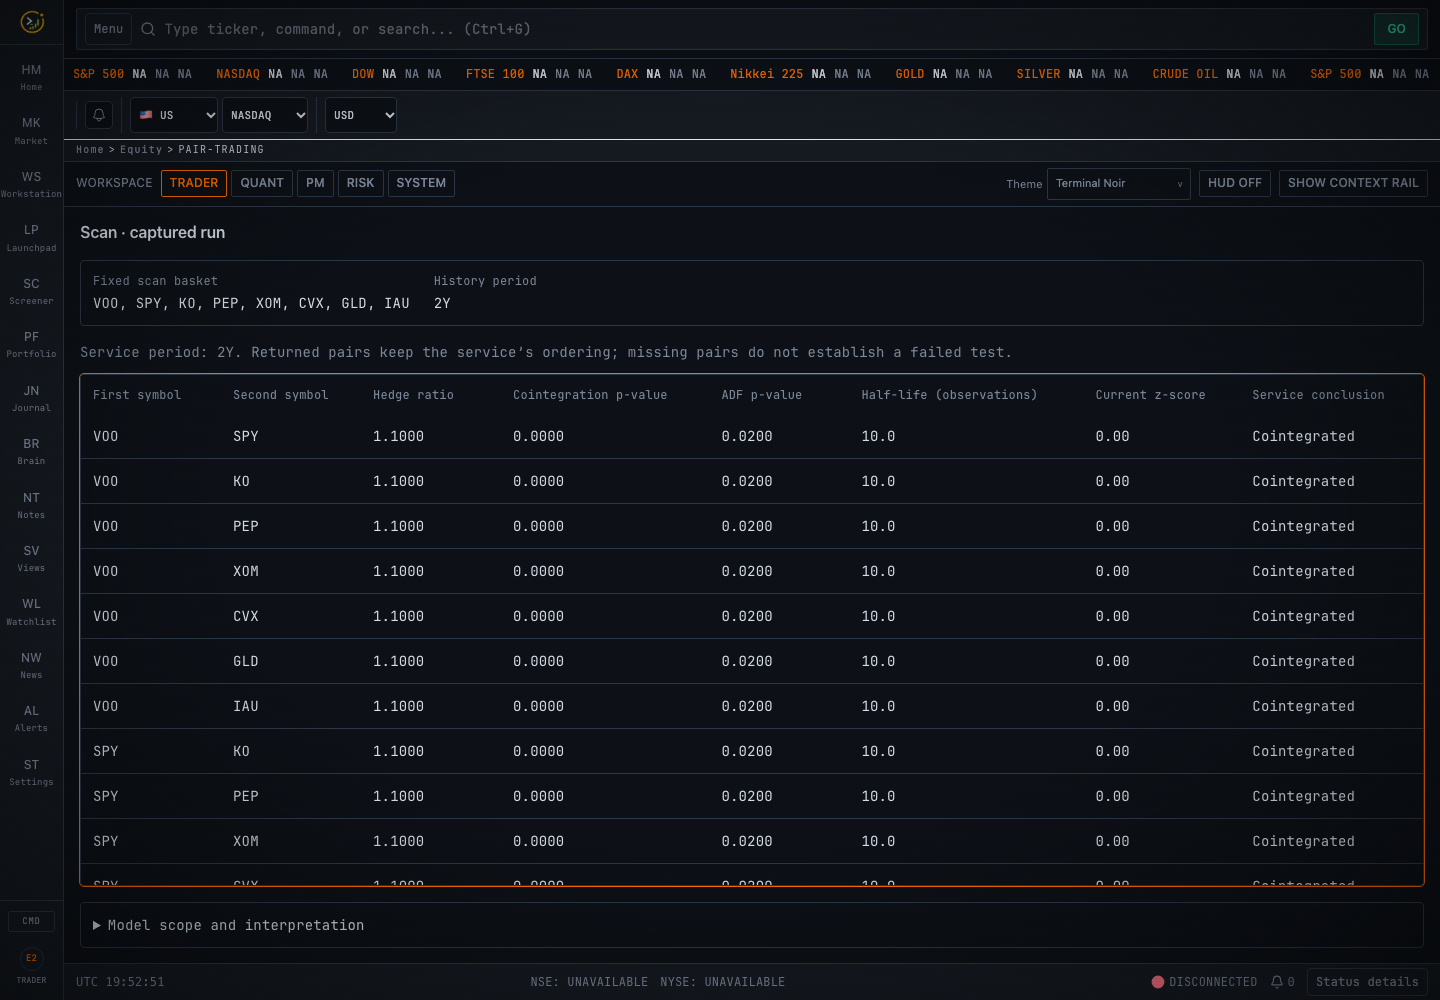 Menu Type ticker, command, or search... (Ctrl+G) GO
S&P 500 NA NA NA NASDAQ NA NA NA DOW NA NA NA FTSE 100 NA NA NA DAX NA NA NA Nikkei 225 NA NA NA GOLD NA NA NA SILVER NA NA NA CRUDE OIL NA NA NA S&P 500 NA NA NA
US NASDAQ USD
Home > Equity > PAIR-TRADING
WORKSPACE TRADER QUANT PM RISK SYSTEM Theme Terminal Noir v HUD OFF SHOW CONTEXT RAIL
HM
Home
MK
Market
WS
Workstation
LP
Launchpad
SC
Screener
PF
Portfolio
JN
Journal
BR
Brain
NT
Notes
SV
Views
WL
Watchlist
NW
News
AL
Alerts
ST
Settings
CMD
E2
TRADER
Scan · captured run
Fixed scan basket History period
VOO, SPY, KO, PEP, XOM, CVX, GLD, IAU 2Y
Service period: 2Y. Returned pairs keep the service's ordering; missing pairs do not establish a failed test.
First symbol Second symbol Hedge ratio Cointegration p-value ADF p-value Half-life (observations) Current z-score Service conclusion
VOO SPY 1.1000 0.0000 0.0200 10.0 0.00 Cointegrated
VOO KO 1.1000 0.0000 0.0200 10.0 0.00 Cointegrated
VOO PEP 1.1000 0.0000 0.0200 10.0 0.00 Cointegrated
VOO XOM 1.1000 0.0000 0.0200 10.0 0.00 Cointegrated
VOO CVX 1.1000 0.0000 0.0200 10.0 0.00 Cointegrated
VOO GLD 1.1000 0.0000 0.0200 10.0 0.00 Cointegrated
VOO IAU 1.1000 0.0000 0.0200 10.0 0.00 Cointegrated
SPY KO 1.1000 0.0000 0.0200 10.0 0.00 Cointegrated
SPY PEP 1.1000 0.0000 0.0200 10.0 0.00 Cointegrated
SPY XOM 1.1000 0.0000 0.0200 10.0 0.00 Cointegrated
SPY CVX 1.1000 0.0000 0.0200 10.0 0.00 Cointegrated
Model scope and interpretation
UTC 19:52:51 NSE: UNAVAILABLE NYSE: UNAVAILABLE DISCONNECTED 0 Status details